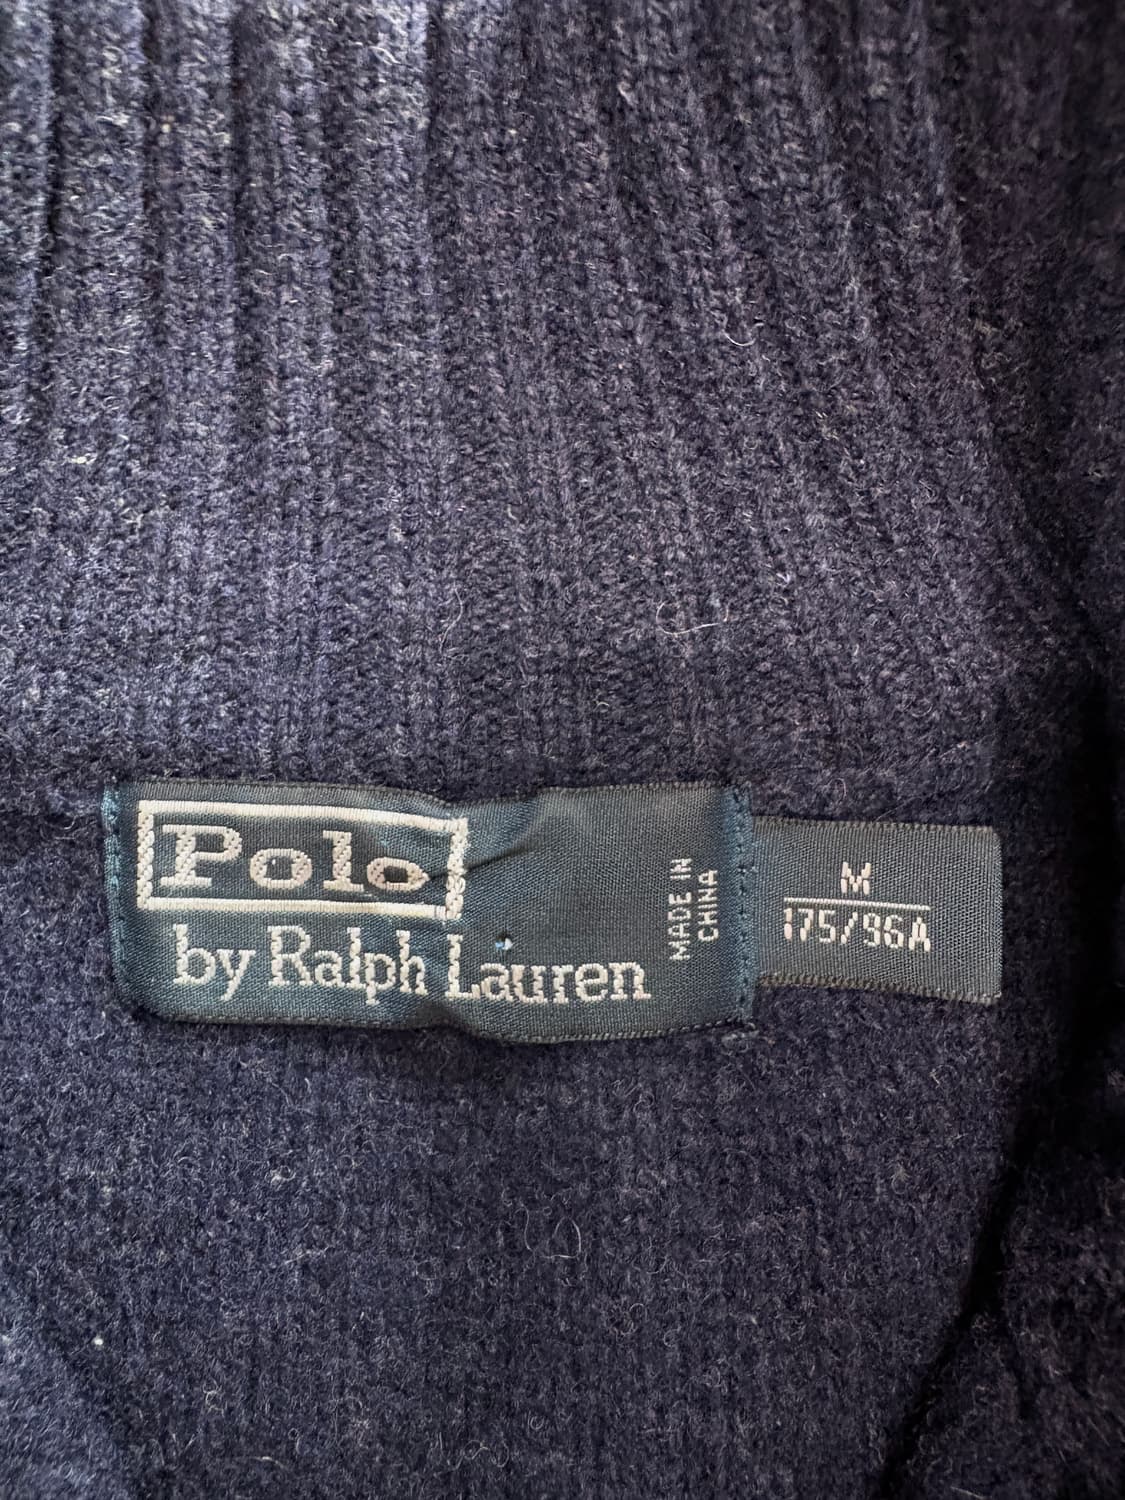 Polo
by Ralph Lauren
MADE IN
CHINA
M
175/96A